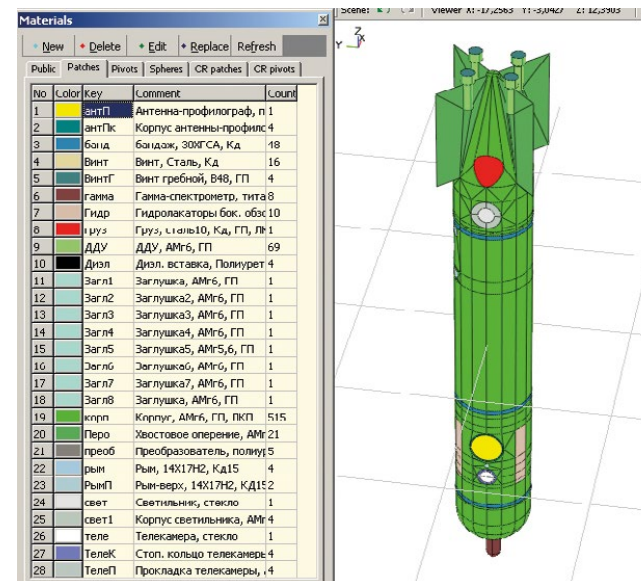 Scene:
Viewer X:-17,2563 Y:-3,0427 Z:12,3903
Materials
New Delete Edit Replace Refresh
Public Patches Pivots Spheres CR patches CR pivots
No Color Key Comment Count
1 антП Антенна-профилограф, п 1
2 антПк Корпус антенны-профило 4
3 банд бандаж, 30ХГСА, Кд 48
4 Винт Винт, Сталь, Кд 16
5 ВинтГ Винт гребной, В48, ГП 4
6 гамма Гамма-спектрометр, тита 8
7 Гидр Гидролакаторы бок. обзо 10
8 груз Груз, сталь10, Кд, ГП, 1
9 ДДУ ДДУ, АМг6, ГП 69
10 Диэл Диэл. вставка, Полиурет 4
11 Загл1 Заглушка, АМг6, ГП 1
12 Загл2 Заглушка2, АМг6, ГП 1
13 Загл3 Заглушка3, АМг6, ГП 1
14 Загл4 Заглушка4, АМг6, ГП 1
15 Загл5 Заглушка5, АМг5,6, ГП 1
16 Загл6 Заглушка6, АМг6, ГП 1
17 Загл7 Заглушка7, АМг6, ГП 1
18 Загл8 Заглушка, АМг6, ГП 1
19 корп Корпус, АМг6, ГП, ЛКП 515
20 Перо Хвостовое оперение, АМг 21
21 преоб Преобразователь, полиур 5
22 рым Рым, 14Х17Н2, Кд15 4
23 РымП Рым-верх, 14Х17Н2, КД15 2
24 свет Светильник, стекло 1
25 свет1 Корпус светильника, АМг 4
26 теле Телекамера, стекло 1
27 ТелеК Стоп. кольцо телекамеры 4
28 ТелеП Прокладка телекамеры, 4
Z
Y
X